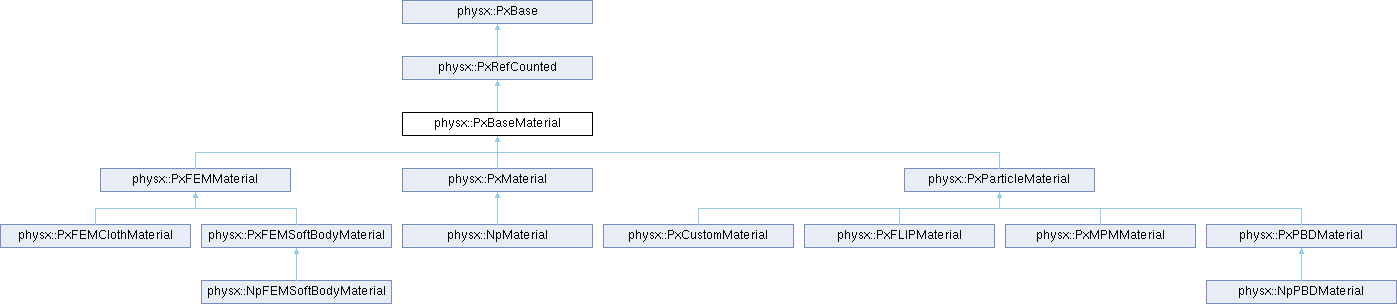 physx::PxBase
physx::PxRefCounted
physx::PxBaseMaterial
physx::PxFEMMaterial
physx::PxMaterial
physx::PxParticleMaterial
physx::PxFEMClothMaterial
physx::PxFEMSoftBodyMaterial
physx::NpMaterial
physx::PxCustomMaterial
physx::PxFLIPMaterial
physx::PxMPMMaterial
physx::PxPBDMaterial
physx::NpFEMSoftBodyMaterial
physx::NpPBDMaterial